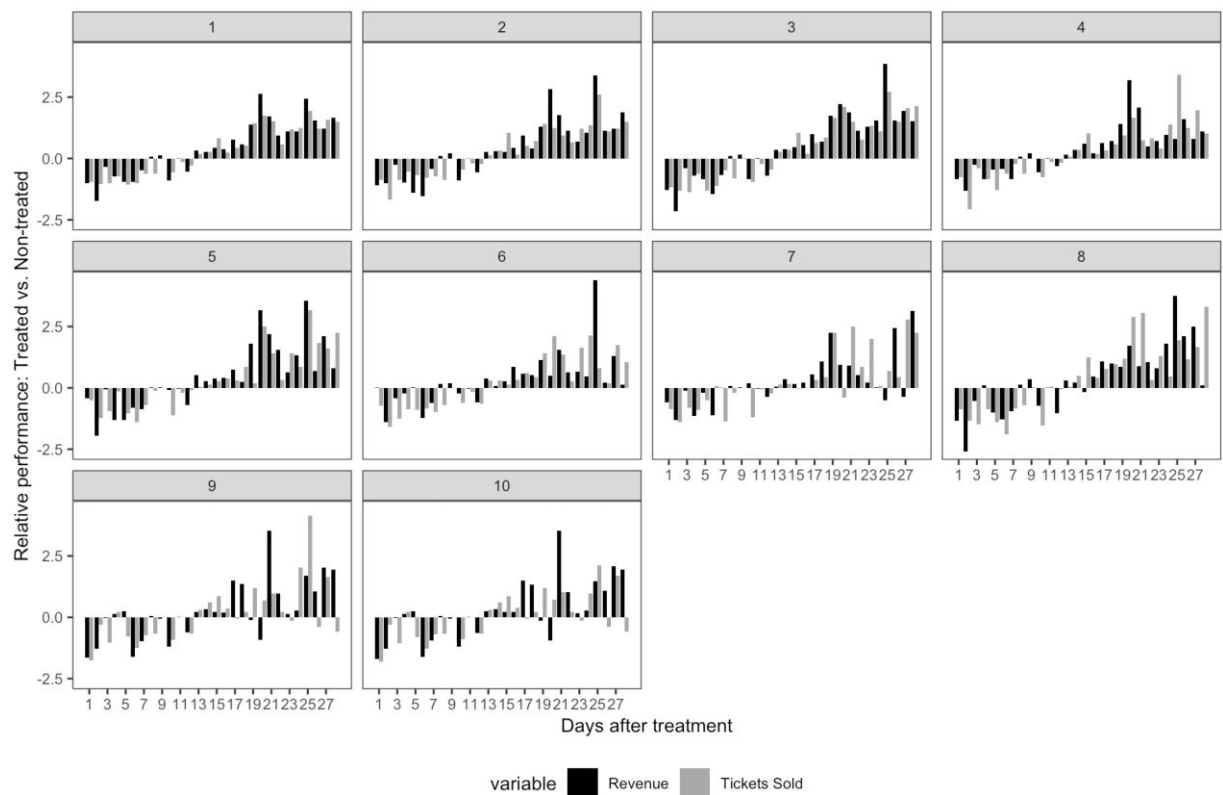 1 2 3 4
2.5
0.0
-2.5
5 6 7 8
2.5
0.0
-2.5
1 3 5 7 9 11 13 15 17 19 21 23 25 27 1 3 5 7 9 11 13 15 17 19 21 23 25 27
9 10
2.5
0.0
-2.5
1 3 5 7 9 11 13 15 17 19 21 23 25 27 1 3 5 7 9 11 13 15 17 19 21 23 25 27
Relative performance: Treated vs. Non-treated
Days after treatment
variable Revenue Tickets Sold